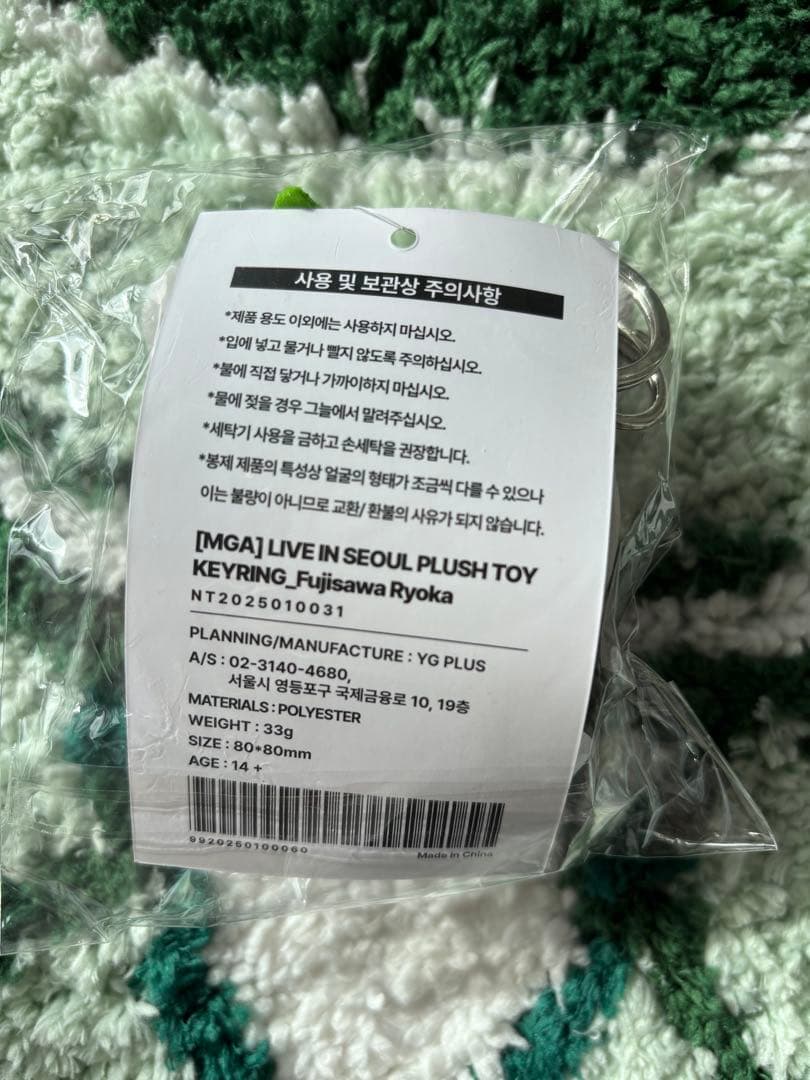 사용 및 보관상 주의사항
*제품 용도 이외에는 사용하지 마십시오.
*입에 넣고 물거나 빨지 않도록 주의하십시오.
*불에 직접 닿거나 가까이하지 마십시오.
*물에 젖을 경우 그늘에서 말려주십시오.
*세탁기 사용을 금하고 손세탁을 권장합니다.
*봉제 제품의 특성상 얼굴의 형태가 조금씩 다를 수 있으나
이는 불량이 아니므로 교환/ 환불의 사유가 되지 않습니다.
[MGA] LIVE IN SEOUL PLUSH TOY
KEYRING_Fujisawa Ryoka
NT2025010031
PLANNING/MANUFACTURE : YG PLUS
A/S : 02-3140-4680,
서울시 영등포구 국제금융로 10, 19층
MATERIALS : POLYESTER
WEIGHT : 33g
SIZE : 80*80mm
AGE : 14 +
9920260100060
Made in China